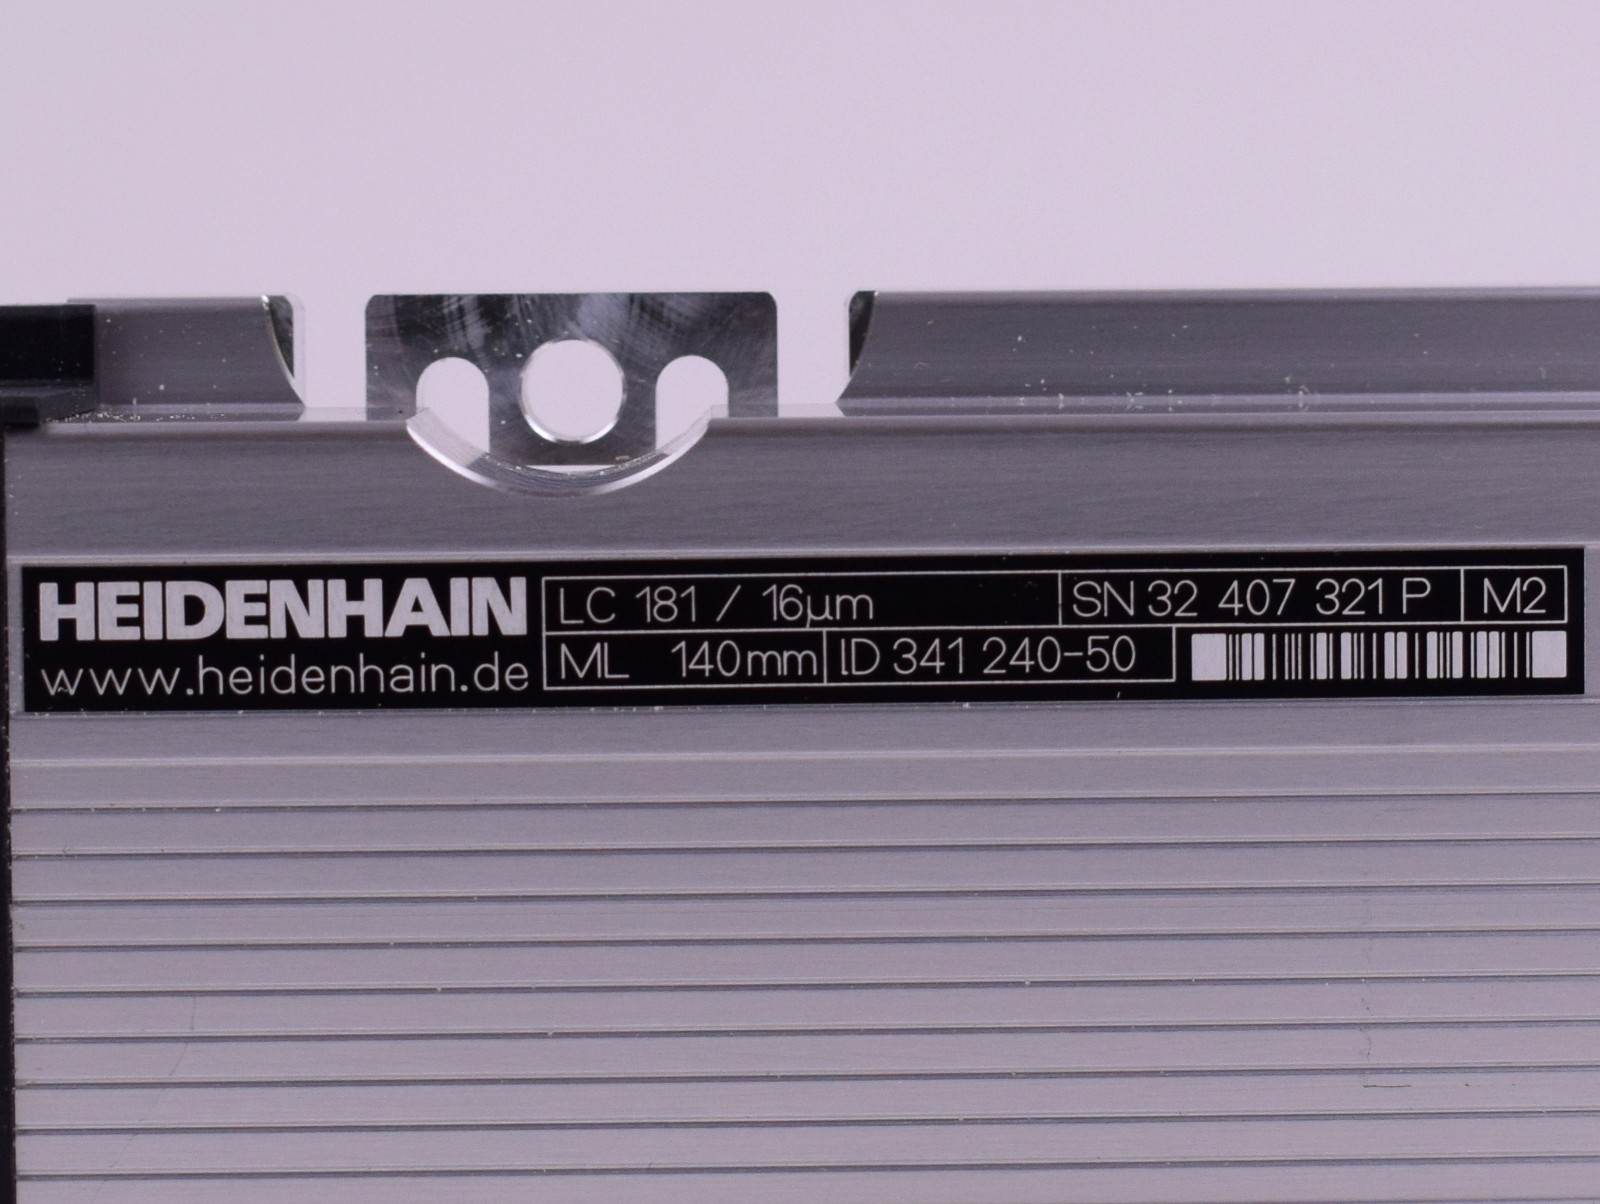 HEIDENHAIN
www.heidenhain.de
LC 181 / 16µm
SN 32 407 321 P
M2
ML 140mm
ID 341 240-50